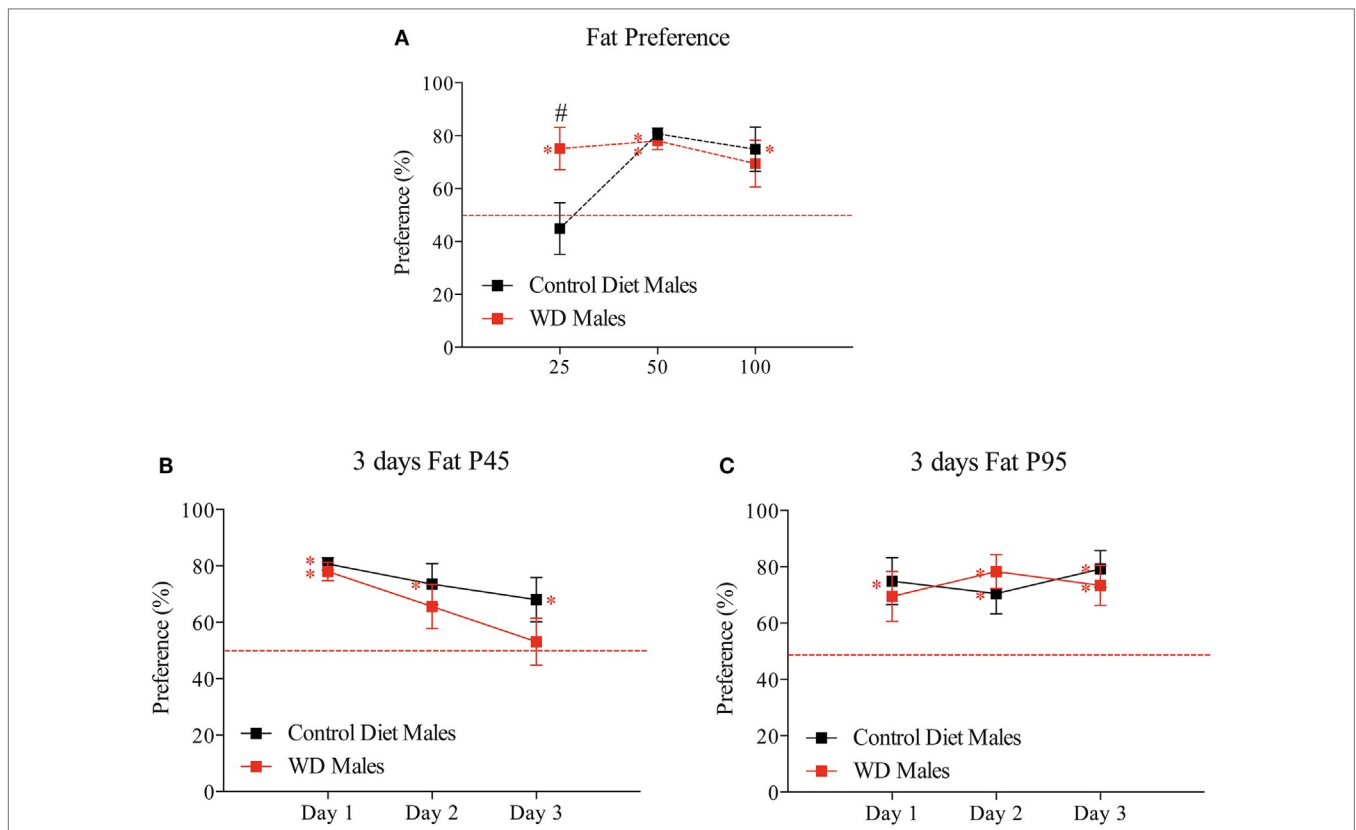 A
Fat Preference
#
100
80
60
40
20
0
Preference (%)
*
*
*
*
Control Diet Males
WD Males
25
50
100
B
3 days Fat P45
100
80
60
40
20
0
Preference (%)
*
*
*
*
Control Diet Males
WD Males
Day 1
Day 2
Day 3
C
3 days Fat P95
100
80
60
40
20
0
Preference (%)
*
*
*
*
*
Control Diet Males
WD Males
Day 1
Day 2
Day 3